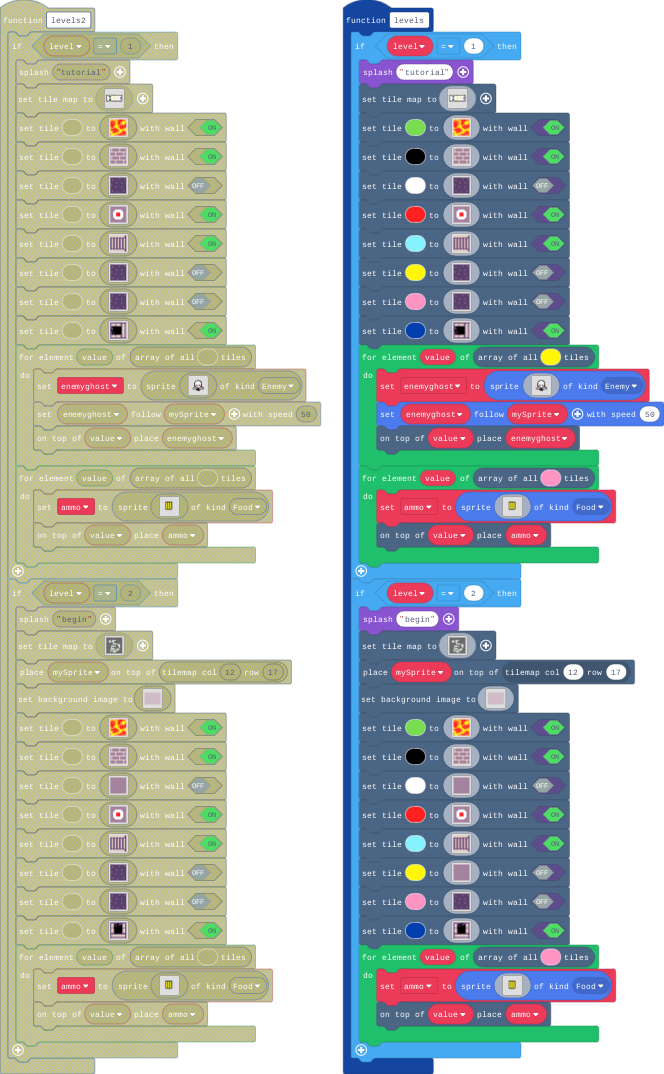 function levels2
if level = 1 then
splash "tutorial"
set tile map to
set tile to with wall ON
set tile to with wall ON
set tile to with wall OFF
set tile to with wall ON
set tile to with wall ON
set tile to with wall OFF
set tile to with wall OFF
set tile to with wall ON
for element value of array of all tiles
do
set enemyghost to sprite of kind Enemy
set enemyghost follow mySprite with speed 50
on top of value place enemyghost
for element value of array of all tiles
do
set ammo to sprite of kind Food
on top of value place ammo
if level = 2 then
splash "begin"
set tile map to
place mySprite on top of tilemap col 12 row 17
set background image to
set tile to with wall ON
set tile to with wall ON
set tile to with wall OFF
set tile to with wall ON
set tile to with wall ON
set tile to with wall OFF
set tile to with wall OFF
set tile to with wall ON
for element value of array of all tiles
do
set ammo to sprite of kind Food
on top of value place ammo
function levels
if level = 1 then
splash "tutorial"
set tile map to
set tile to with wall ON
set tile to with wall ON
set tile to with wall OFF
set tile to with wall ON
set tile to with wall ON
set tile to with wall OFF
set tile to with wall OFF
set tile to with wall ON
for element value of array of all tiles
do
set enemyghost to sprite of kind Enemy
set enemyghost follow mySprite with speed 50
on top of value place enemyghost
for element value of array of all tiles
do
set ammo to sprite of kind Food
on top of value place ammo
if level = 2 then
splash "begin"
set tile map to
place mySprite on top of tilemap col 12 row 17
set background image to
set tile to with wall ON
set tile to with wall ON
set tile to with wall OFF
set tile to with wall ON
set tile to with wall ON
set tile to with wall OFF
set tile to with wall OFF
set tile to with wall ON
for element value of array of all tiles
do
set ammo to sprite of kind Food
on top of value place ammo